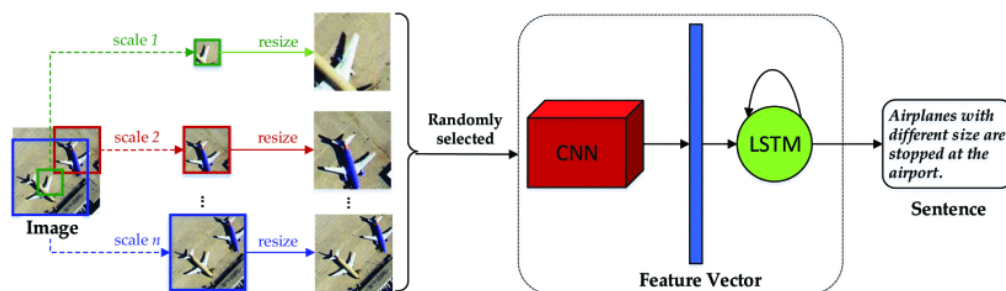 scale 1
resize
scale 2
resize
...
...
Image
scale n
resize
Randomly
selected
CNN
LSTM
Feature Vector
Airplanes with
different size are
stopped at the
airport.
Sentence